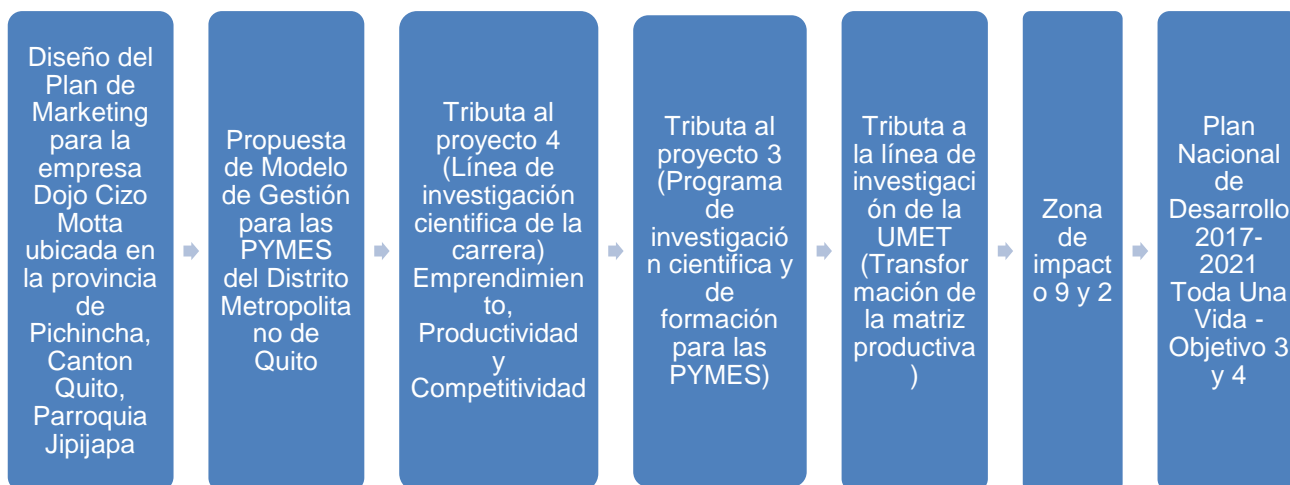 Diseño del
Plan de
Marketing
para la
empresa
Dojo Cizo
Motta
ubicada en
la provincia
de
Pichincha,
Canton
Quito,
Parroquia
Jipijapa
Propuesta
de Modelo
de Gestión
para las
PYMES
del Distrito
Metropolita
no de
Quito
Tributa al
proyecto 4
(Línea de
investigación
cientifica de la
carrera)
Emprendimien
to,
Productividad
y
Competitividad
Tributa al
proyecto 3
(Programa
de
investigació
n cientifica y
de
formación
para las
PYMES)
Tributa a
la línea de
investigaci
ón de la
UMET
(Transfor
mación de
la matriz
productiva
)
Zona
de
impact
o 9 y 2
Plan
Nacional
de
Desarrollo
2017-
2021
Toda Una
Vida -
Objetivo 3
y 4